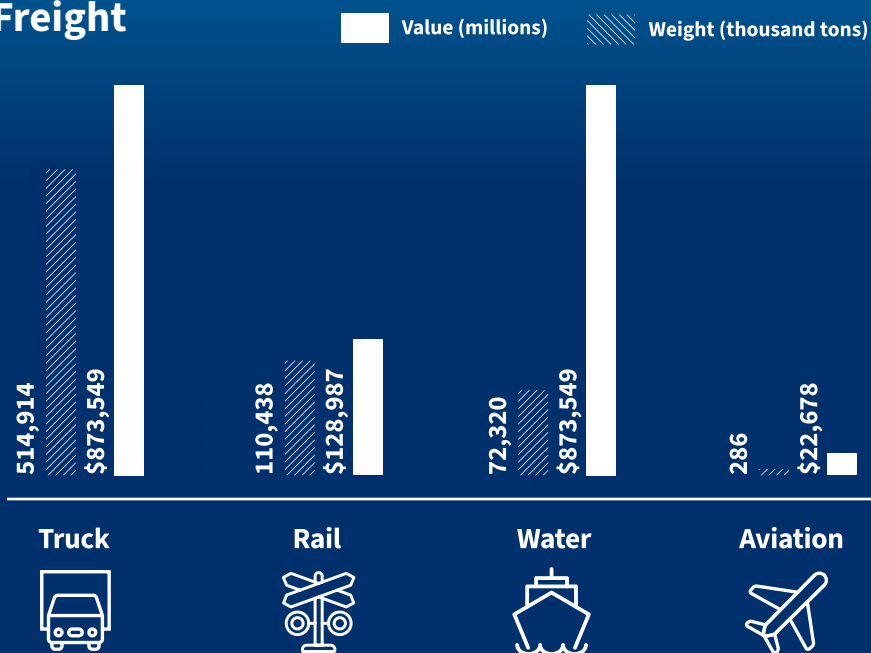 Freight
Value (millions)
Weight (thousand tons)
514,914
$873,549
110,438
$128,987
72,320
$873,549
286
$22,678
Truck
Rail
Water
Aviation